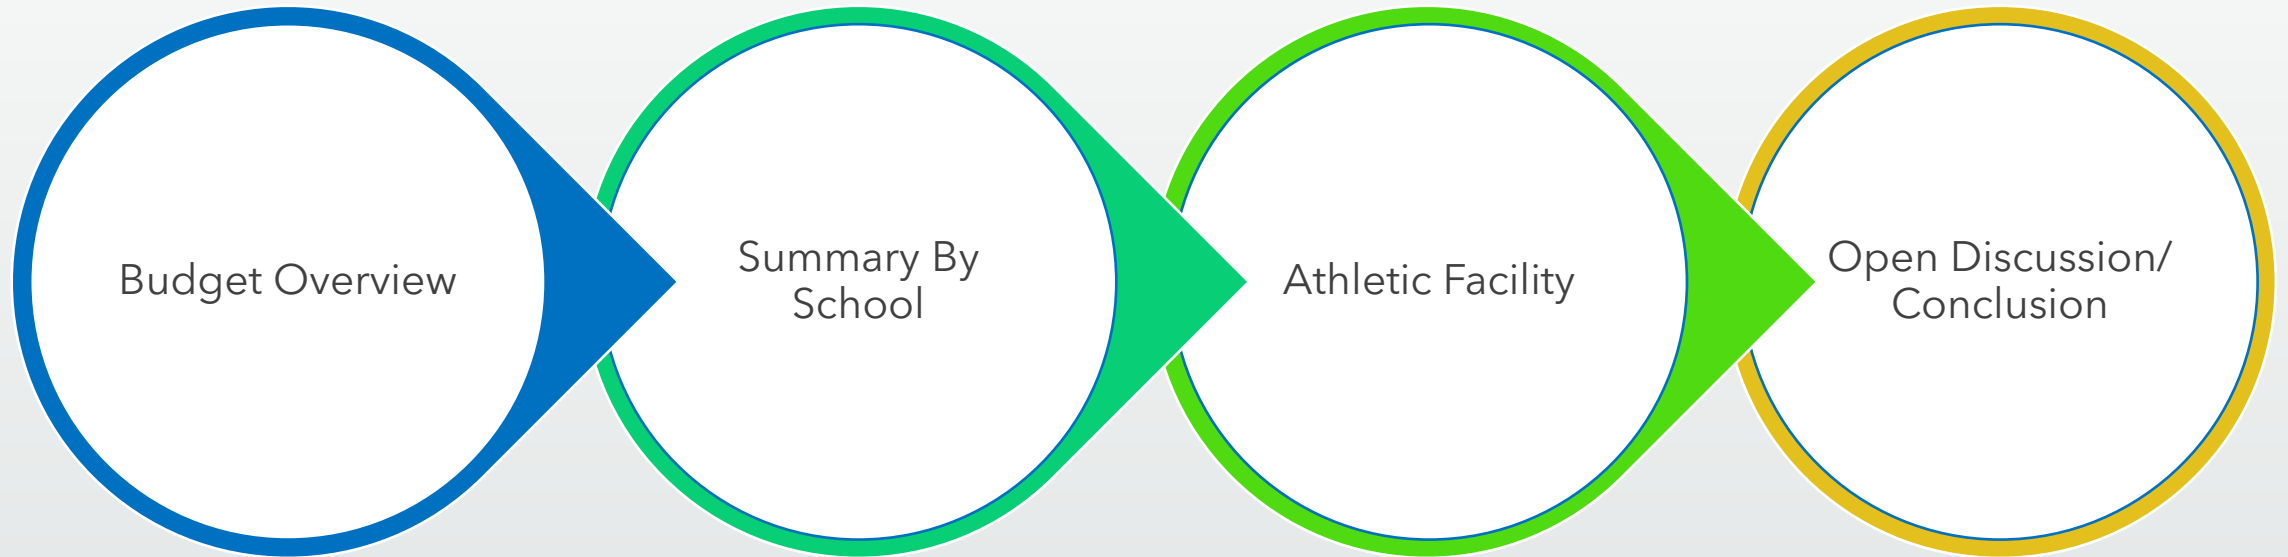 Budget Overview
Summary By
School
Athletic Facility
Open Discussion/
Conclusion